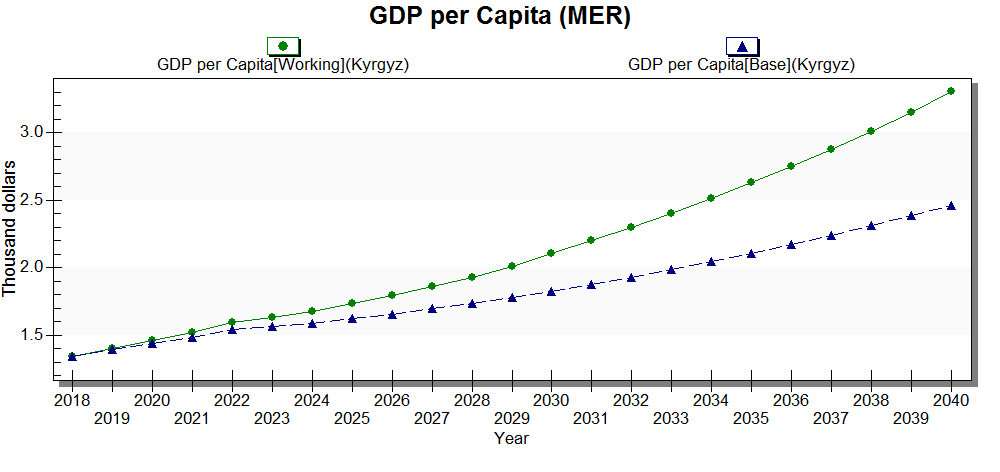 GDP per Capita (MER)
GDP per Capita[Working](Kyrgyz)
GDP per Capita[Base](Kyrgyz)
Thousand dollars
3.0
2.5
2.0
1.5
2018 2020 2022 2024 2026 2028 2030 2032 2034 2036 2038 2040
2019 2021 2023 2025 2027 2029 2031 2033 2035 2037 2039
Year